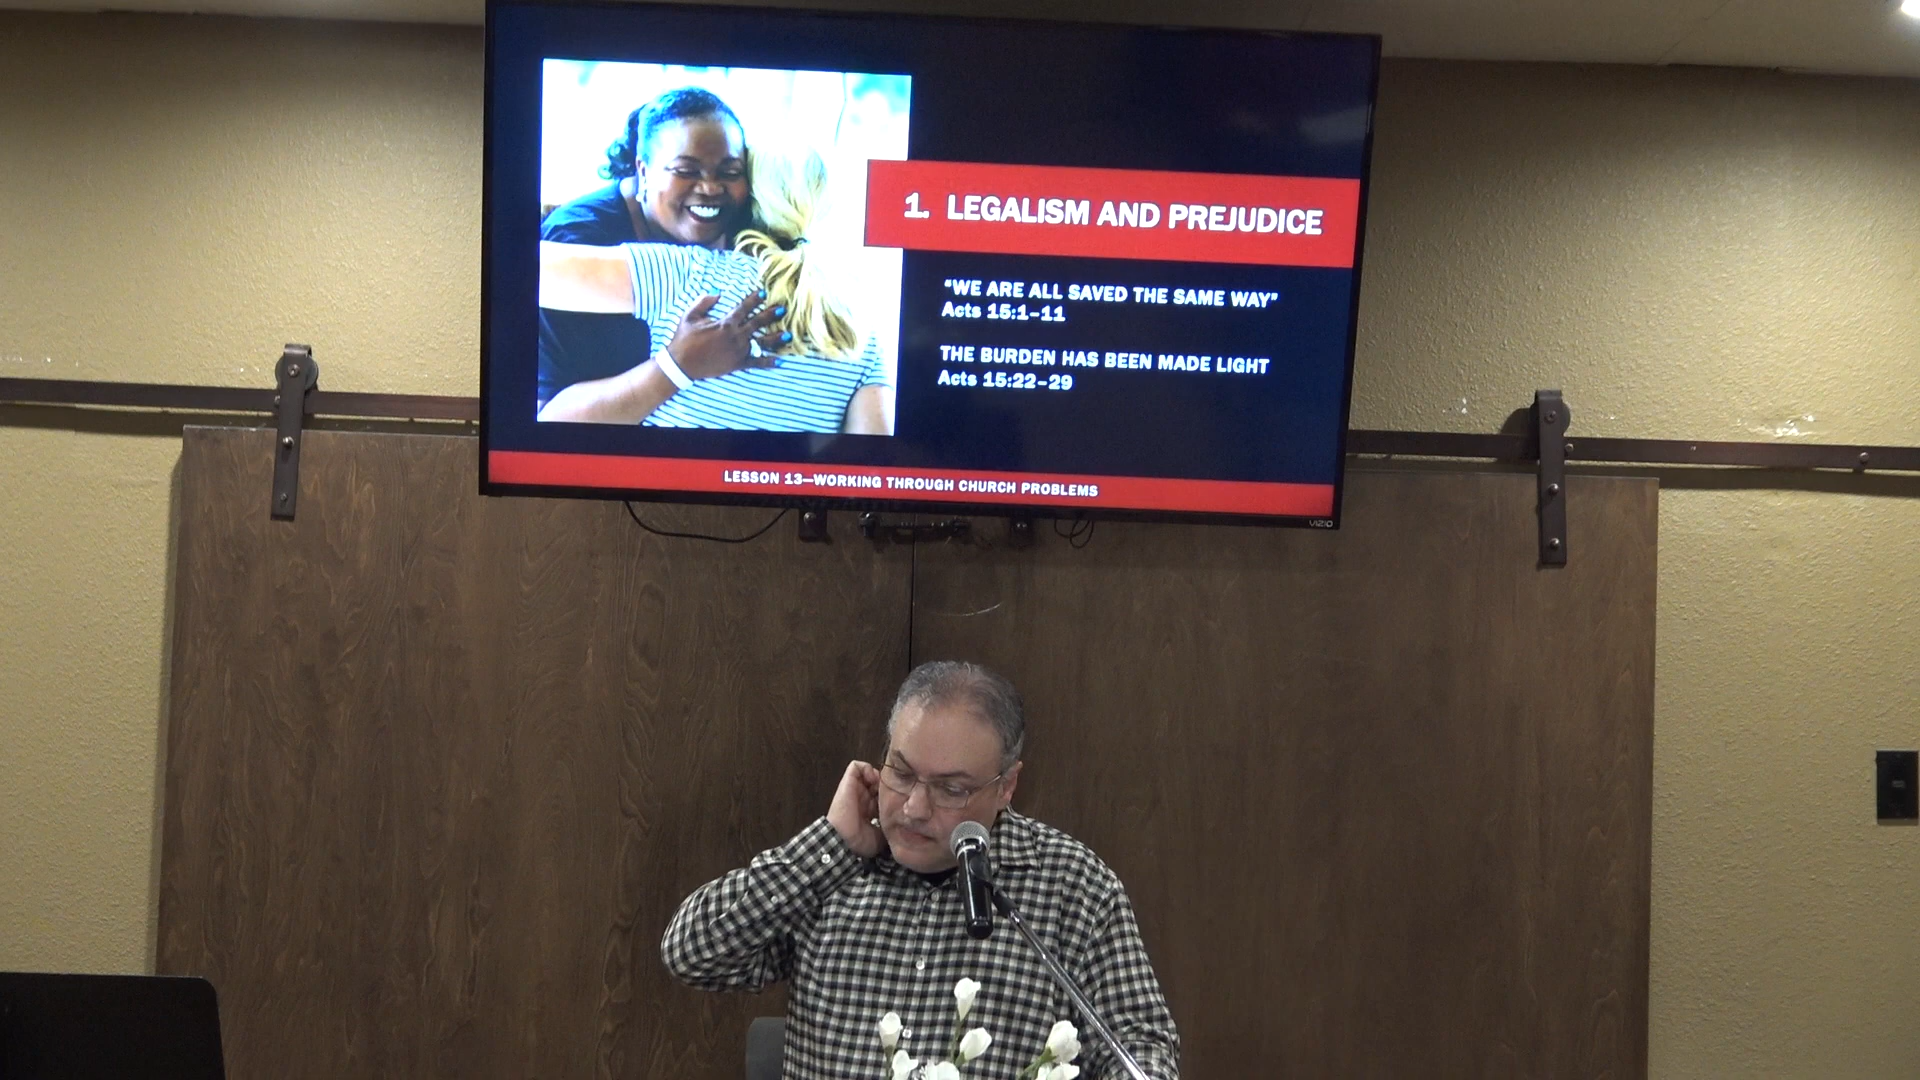 1. LEGALISM AND PREJUDICE
"WE ARE ALL SAVED THE SAME WAY"
Acts 15:1–11
THE BURDEN HAS BEEN MADE LIGHT
Acts 15:22–29
LESSON 13—WORKING THROUGH CHURCH PROBLEMS
VIZIO